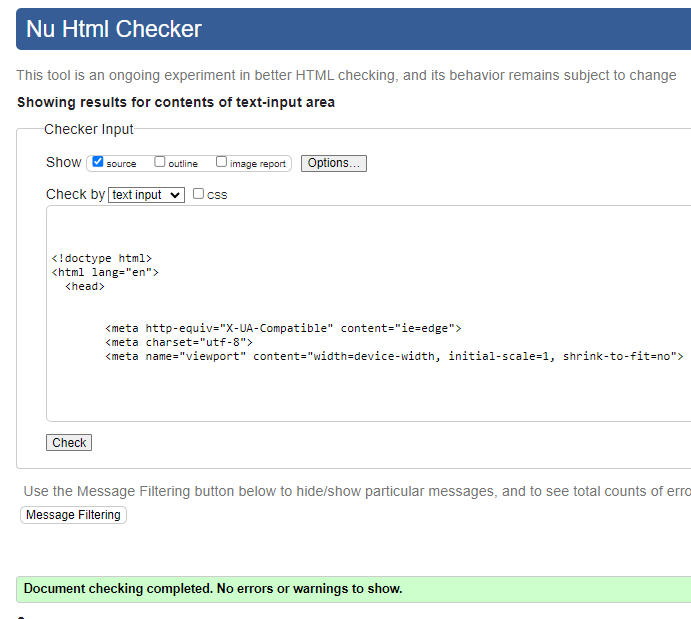 Nu Html Checker
This tool is an ongoing experiment in better HTML checking, and its behavior remains subject to change
Showing results for contents of text-input area
Checker Input
Show source outline image report Options...
Check by text input css
<!doctype html>
<html lang="en">
<head>
<meta http-equiv="X-UA-Compatible" content="ie=edge">
<meta charset="utf-8">
<meta name="viewport" content="width=device-width, initial-scale=1, shrink-to-fit=no">
Check
Use the Message Filtering button below to hide/show particular messages, and to see total counts of erro
Message Filtering
Document checking completed. No errors or warnings to show.